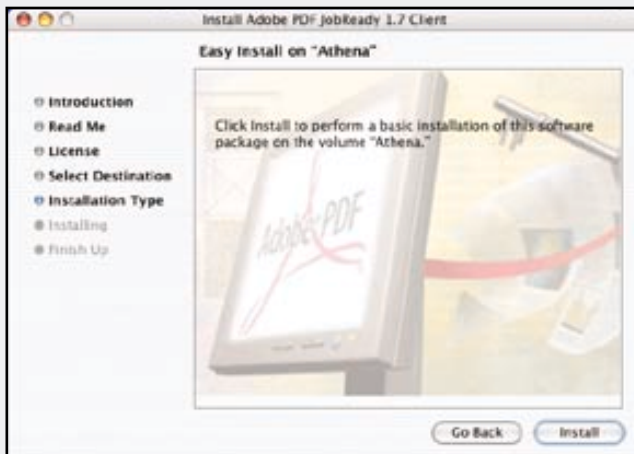 Install Adobe PDF JobReady 1.7 Client
Easy Install on "Athena"
Introduction
Read Me
License
Select Destination
Installation Type
Installing
Finish Up
Click Install to perform a basic installation of this software
package on the volume "Athena."
Adobe PDF
Go Back
Install